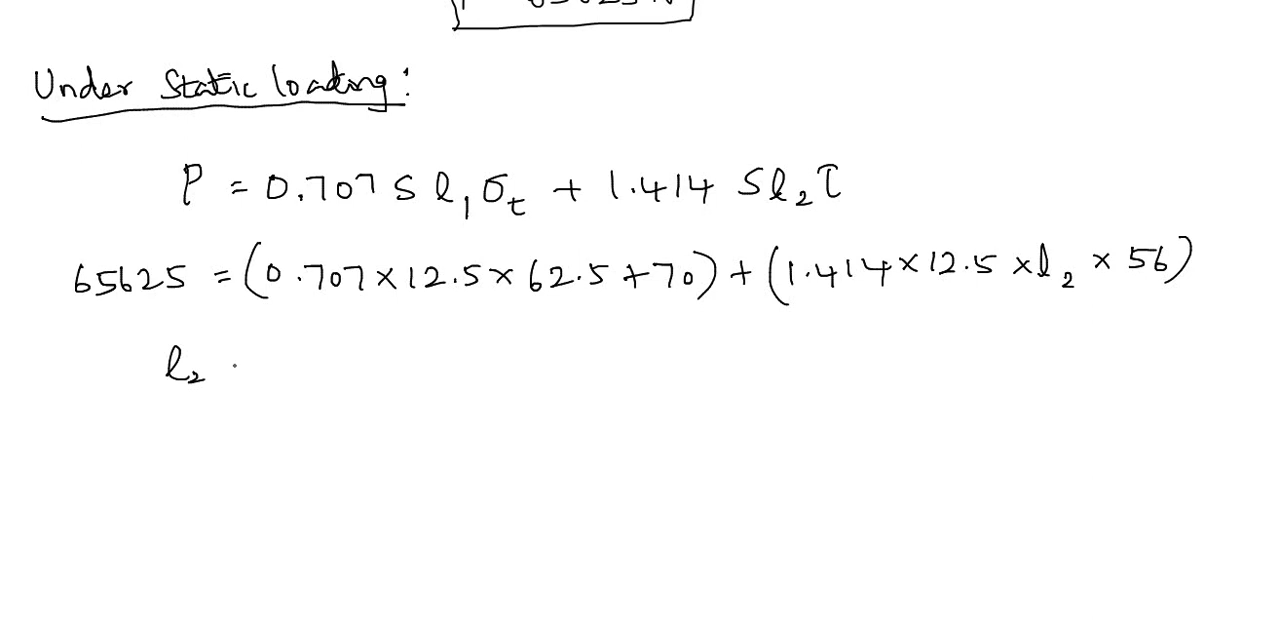 Under Static loading:
P = 0.707 S l₁ σt + 1.414 S l₂ τ
65625 = (0.707 × 12.5 × 62.5 + 70) + (1.414 × 12.5 × l₂ × 56)
l₂